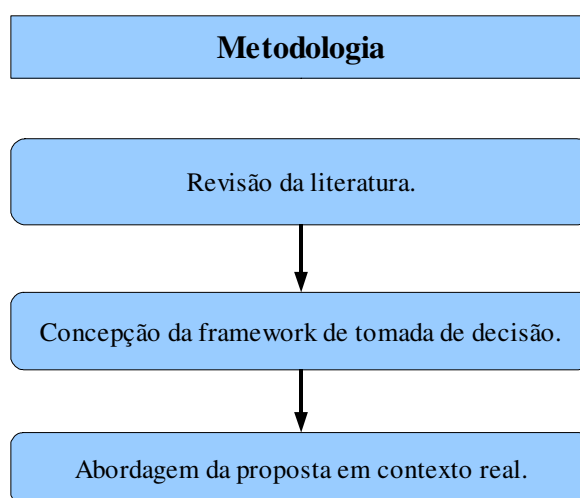 Metodologia
Revisão da literatura.
Concepção da framework de tomada de decisão.
Abordagem da proposta em contexto real.